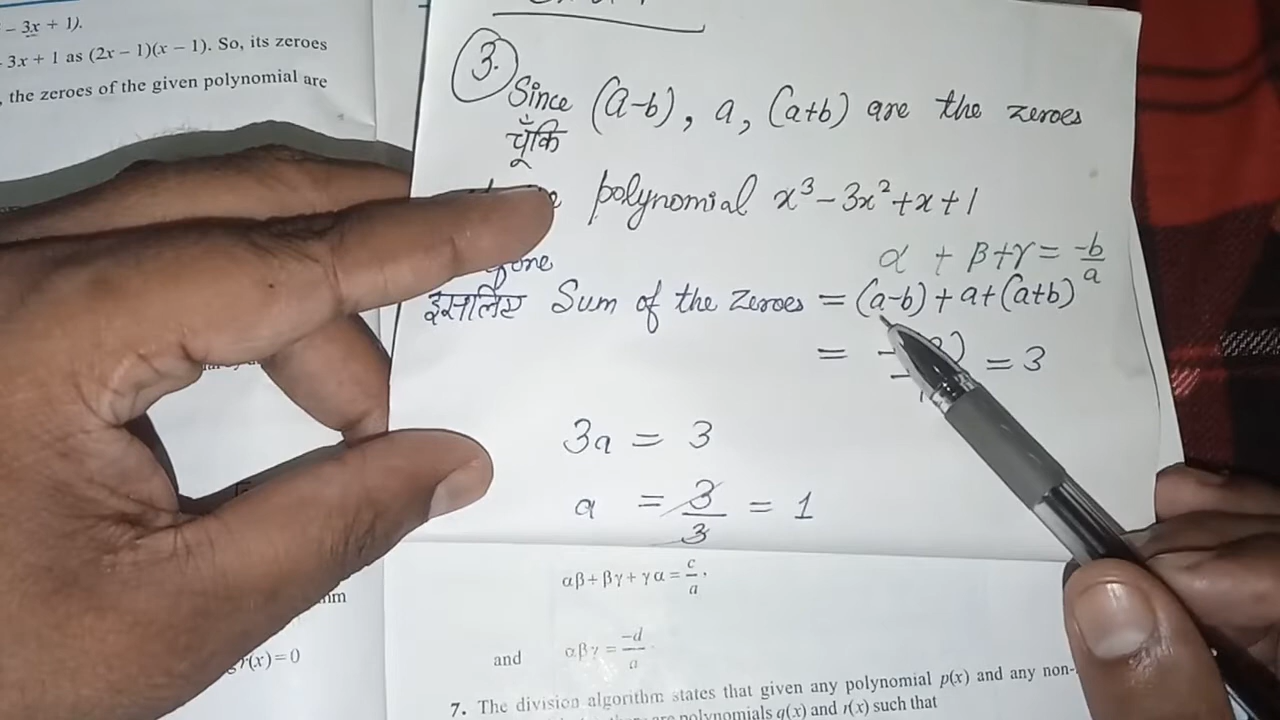 – 3x + 1).
3x + 1 as (2x – 1)(x – 1). So, its zeroes
the zeroes of the given polynomial are
3.
Since (a-b), a, (a+b) are the zeroes
चूँकि
polynomial x³ - 3x² + x + 1
α + β + γ = -b/a
इसलिए Sum of the zeroes = (a-b) + a + (a+b)
= 3
3a = 3
a = 3/3 = 1
αβ + βγ + γα = c/a,
r(x) = 0
and αβγ = -d/a
7. The division algorithm states that given any polynomial p(x) and any non-
polynomials q(x) and r(x) such that